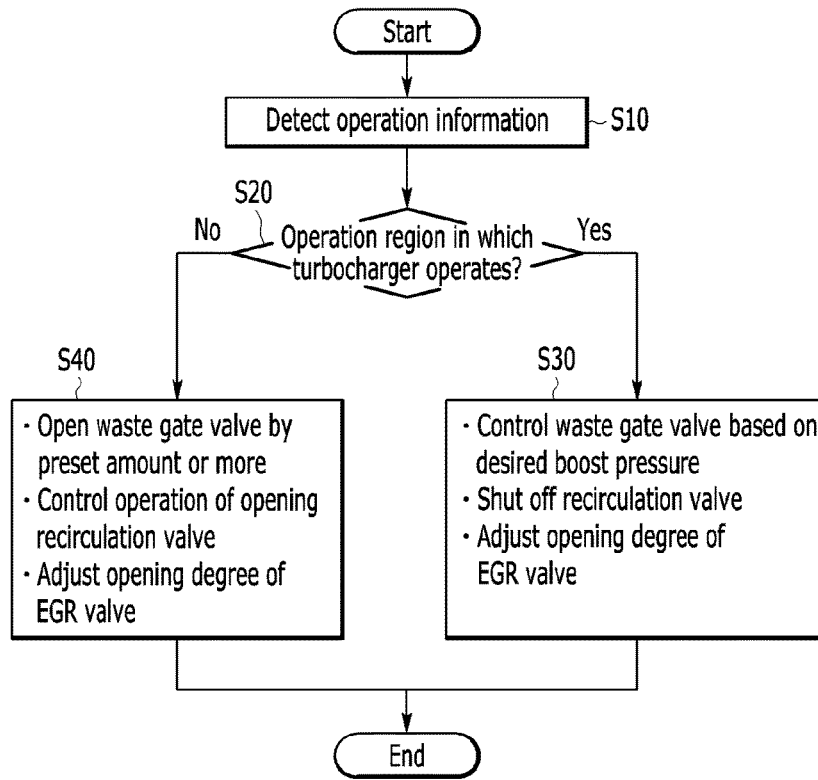 Start
Detect operation information
S10
S20
No
Operation region in which
turbocharger operates?
Yes
S40
· Open waste gate valve by
preset amount or more
· Control operation of opening
recirculation valve
· Adjust opening degree of
EGR valve
S30
· Control waste gate valve based on
desired boost pressure
· Shut off recirculation valve
· Adjust opening degree of
EGR valve
End